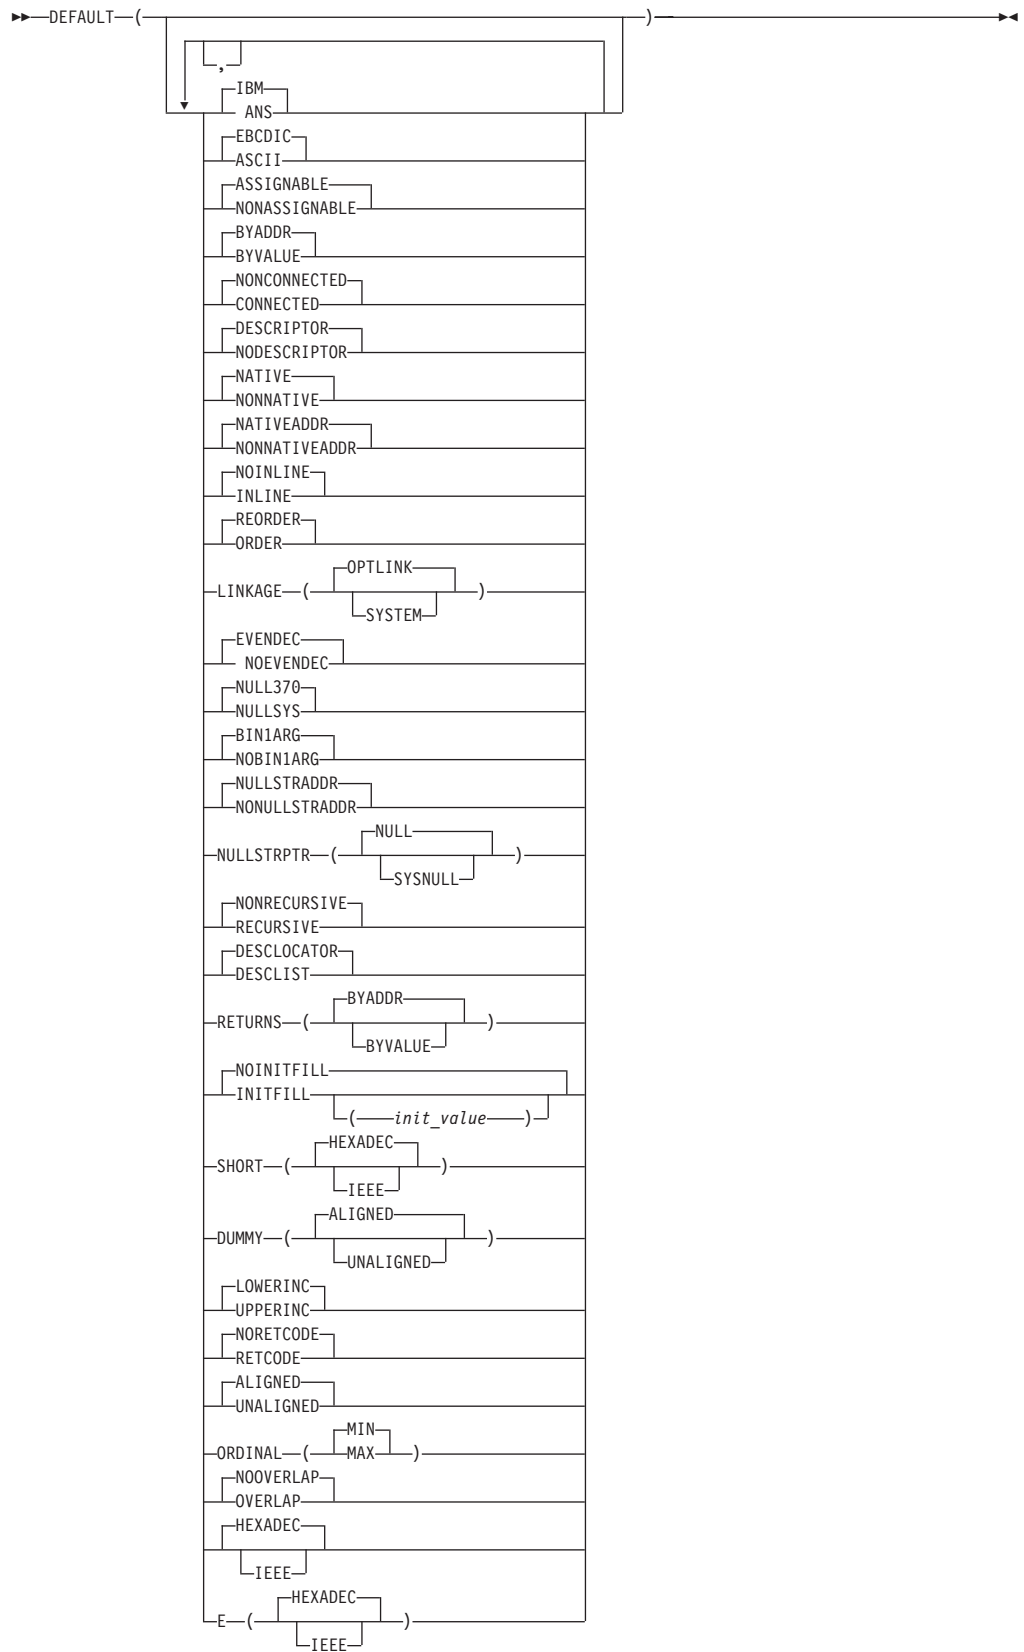 DEFAULT ( )
,
IBM
ANS
EBCDIC
ASCII
ASSIGNABLE
NONASSIGNABLE
BYADDR
BYVALUE
NONCONNECTED
CONNECTED
DESCRIPTOR
NODESCRIPTOR
NATIVE
NONNATIVE
NATIVEADDR
NONNATIVEADDR
NOINLINE
INLINE
REORDER
ORDER
OPTLINK
LINKAGE ( )
SYSTEM
EVENDEC
NOEVENDEC
NULL370
NULLSYS
BIN1ARG
NOBIN1ARG
NULLSTRADDR
NONULLSTRADDR
NULL
NULLSTRPTR ( )
SYSNULL
NONRECURSIVE
RECURSIVE
DESCLOCATOR
DESCLIST
BYADDR
RETURNS ( )
BYVALUE
NOINITFILL
INITFILL
( init_value )
HEXADEC
SHORT ( )
IEEE
ALIGNED
DUMMY ( )
UNALIGNED
LOWERINC
UPPERINC
NORETCODE
RETCODE
ALIGNED
UNALIGNED
MIN
ORDINAL ( MAX )
NOOVERLAP
OVERLAP
HEXADEC
IEEE
HEXADEC
E ( )
IEEE